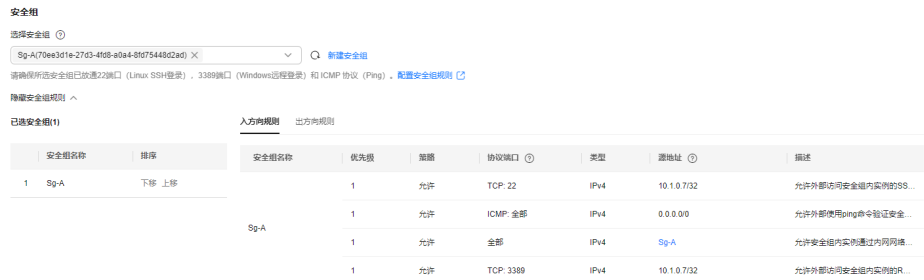 安全组
选择安全组
Sg-A(70ee3d1e-27d3-4fd8-a0a4-8fd75448d2ad) 新建安全组
请确保所选安全组已放通22端口（Linux SSH登录），3389端口（Windows远程登录）和 ICMP 协议（Ping）。配置安全组规则
隐藏安全组规则
已选安全组(1) 入方向规则 出方向规则
安全组名称 排序 安全组名称 优先级 策略 协议端口 类型 源地址 描述
1 Sg-A 下移 上移 1 允许 TCP: 22 IPv4 10.1.0.7/32 允许外部访问安全组内实例的SS...
1 允许 ICMP: 全部 IPv4 0.0.0.0/0 允许外部使用ping命令验证安全...
Sg-A
1 允许 全部 IPv4 Sg-A 允许安全组内实例通过内网网络...
1 允许 TCP: 3389 IPv4 10.1.0.7/32 允许外部访问安全组内实例的R...